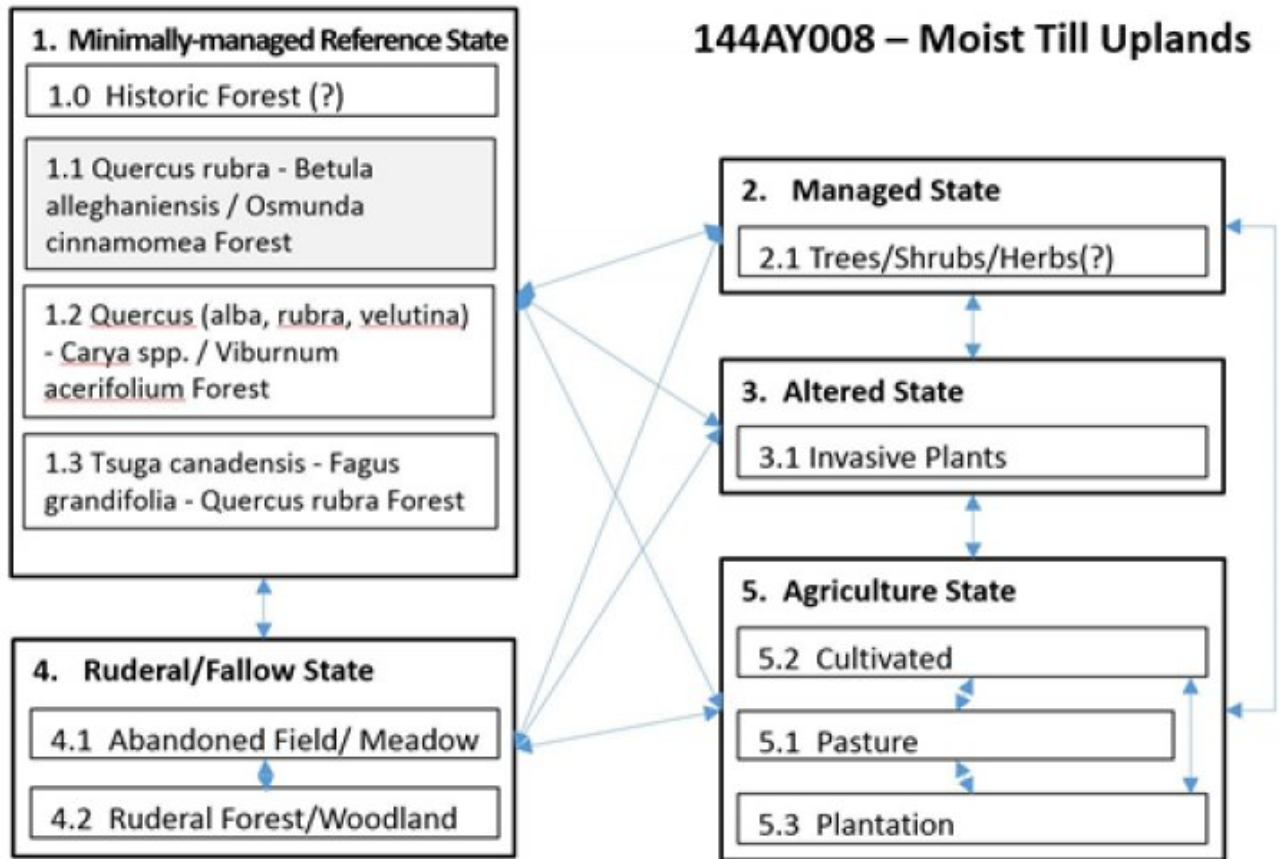 144AY008 – Moist Till Uplands
1. Minimally-managed Reference State
1.0 Historic Forest (?)
1.1 Quercus rubra - Betula
alleghaniensis / Osmunda
cinnamomea Forest
1.2 Quercus (alba, rubra, velutina)
- Carya spp. / Viburnum
acerifolium Forest
1.3 Tsuga canadensis - Fagus
grandifolia - Quercus rubra Forest
4. Ruderal/Fallow State
4.1 Abandoned Field/ Meadow
4.2 Ruderal Forest/Woodland
2. Managed State
2.1 Trees/Shrubs/Herbs(?)
3. Altered State
3.1 Invasive Plants
5. Agriculture State
5.2 Cultivated
5.1 Pasture
5.3 Plantation